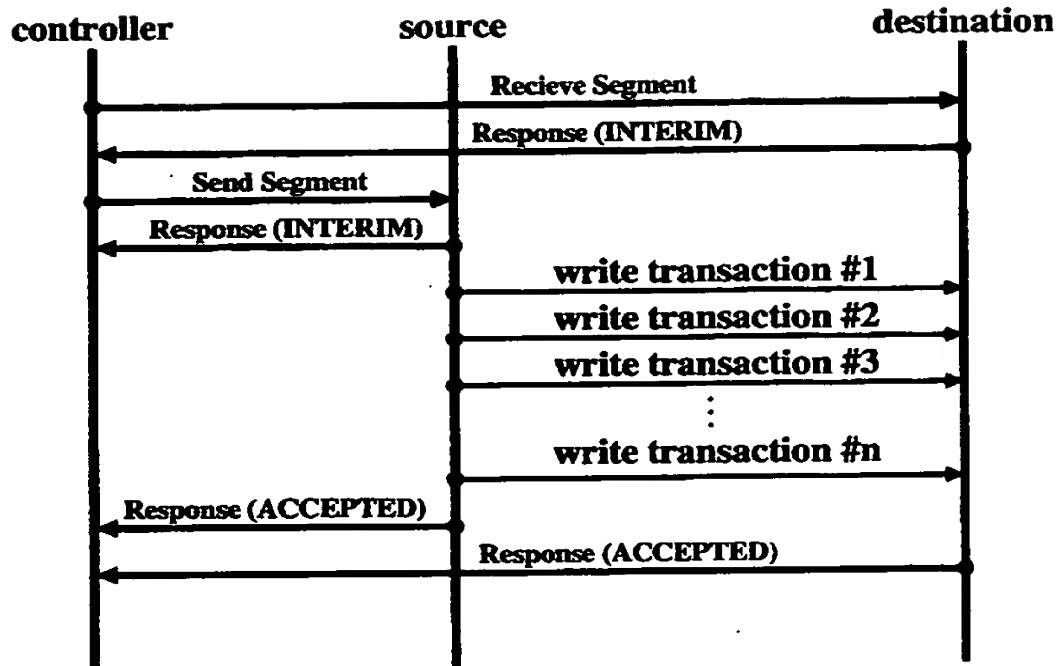 controller source destination
Recieve Segment
Response (INTERIM)
Send Segment
Response (INTERIM)
write transaction #1
write transaction #2
write transaction #3
write transaction #n
Response (ACCEPTED)
Response (ACCEPTED)